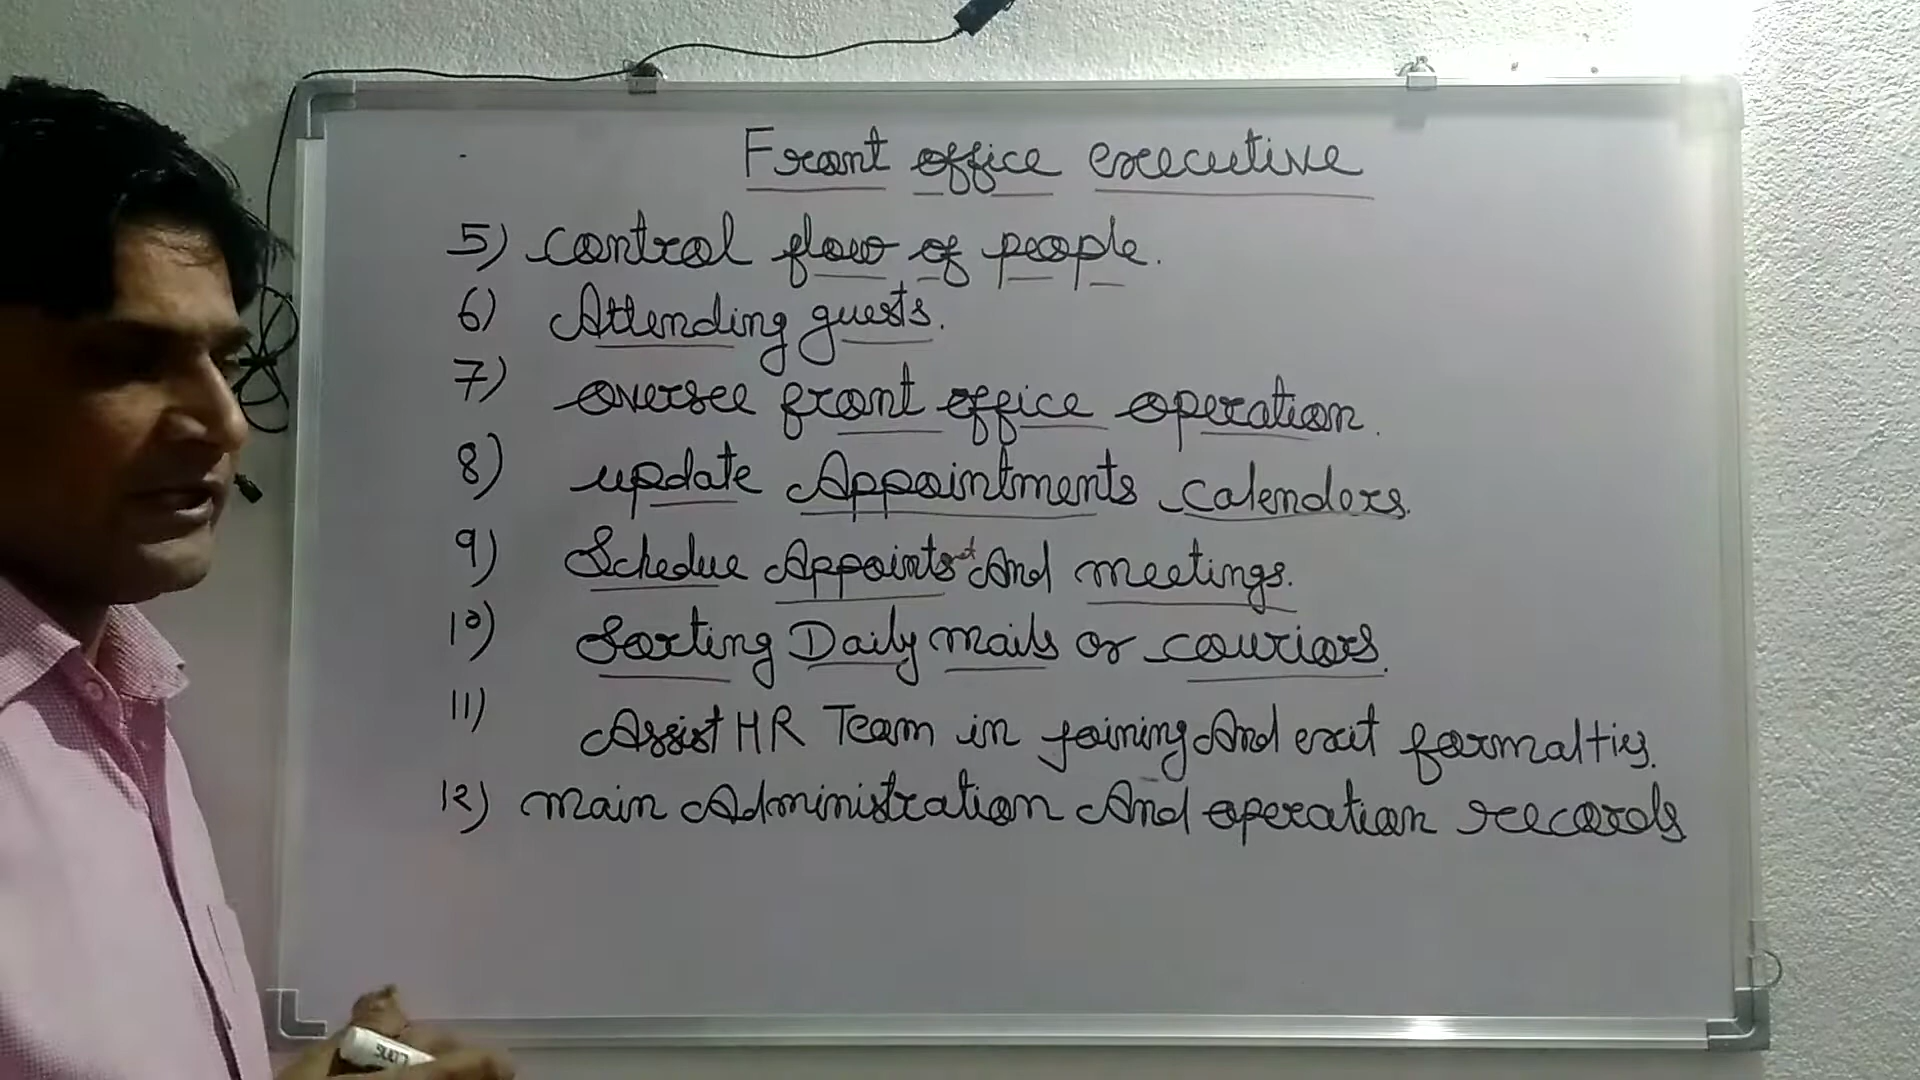 Front office executive
5) control flow of people.
6) Attending guests.
7) oversee front office operation.
8) update Appointments calenders.
9) Schedue Appoints And meetings.
10) Sorting Daily mails or couriors.
11) Assist HR Team in joining And exit formalties.
12) main Administration And operation records